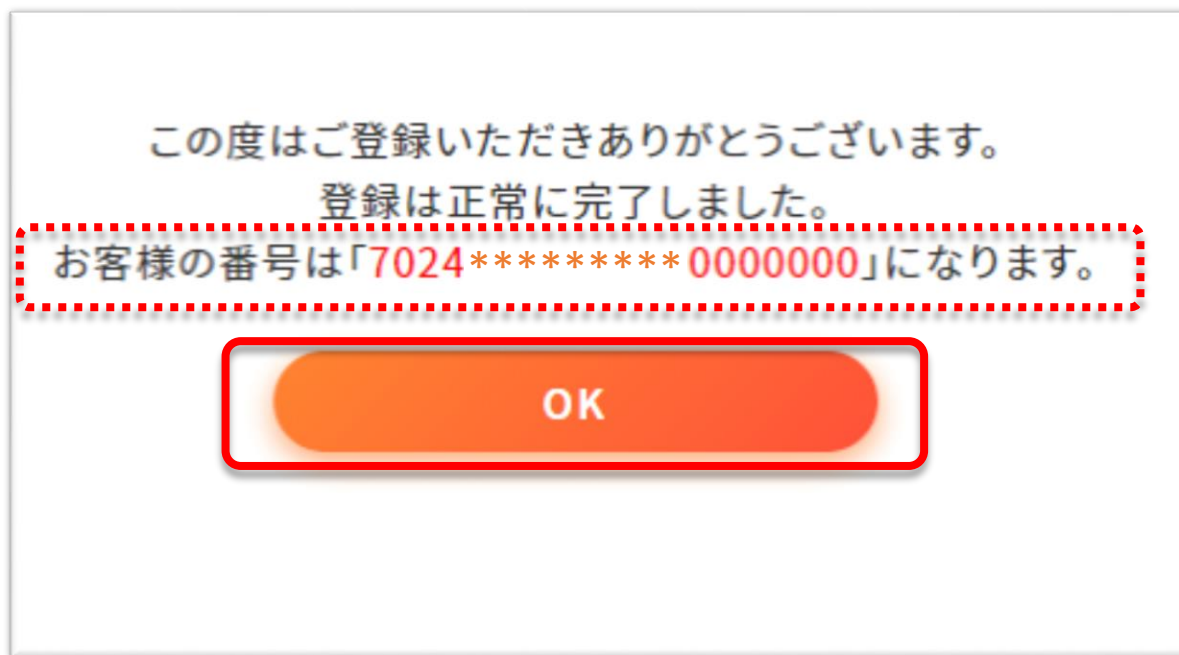 この度はご登録いただきありがとうございます。
登録は正常に完了しました。
お客様の番号は「7024*********0000000」になります。
OK